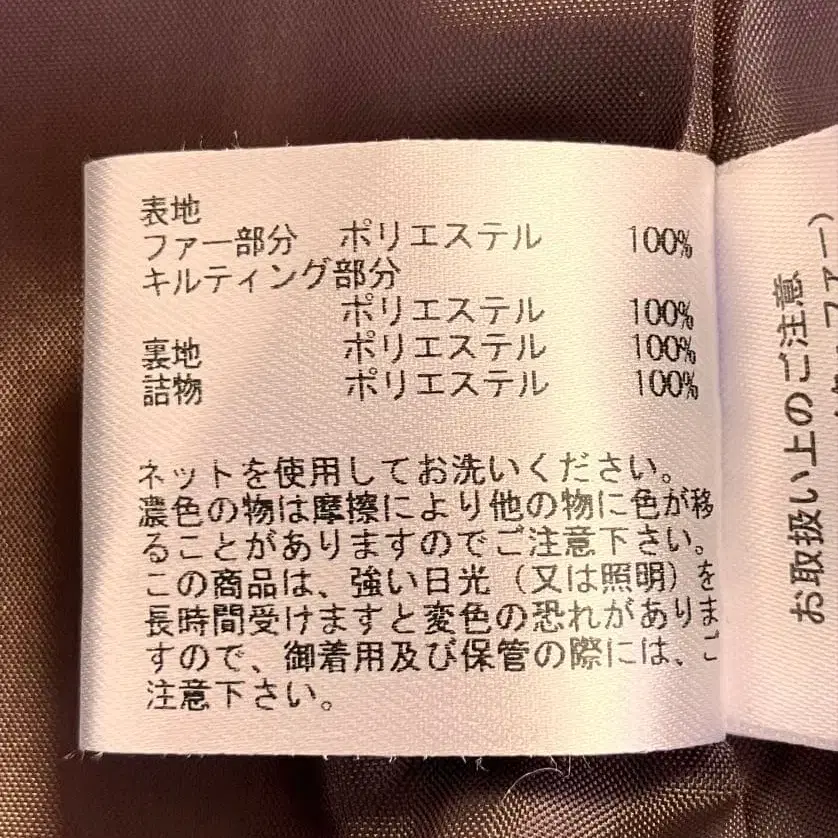 表地
ファー部分 ポリエステル 100%
キルティング部分
ポリエステル 100%
裏地 ポリエステル 100%
詰物 ポリエステル 100%
ネットを使用してお洗いください。
濃色の物は摩擦により他の物に色が移
ることがありますのでご注意下さい。
この商品は、強い日光（又は照明）を
長時間受けますと変色の恐れがありま
すので、御着用及び保管の際には、ご
注意下さい。
お取扱い上のご注意
ファー）